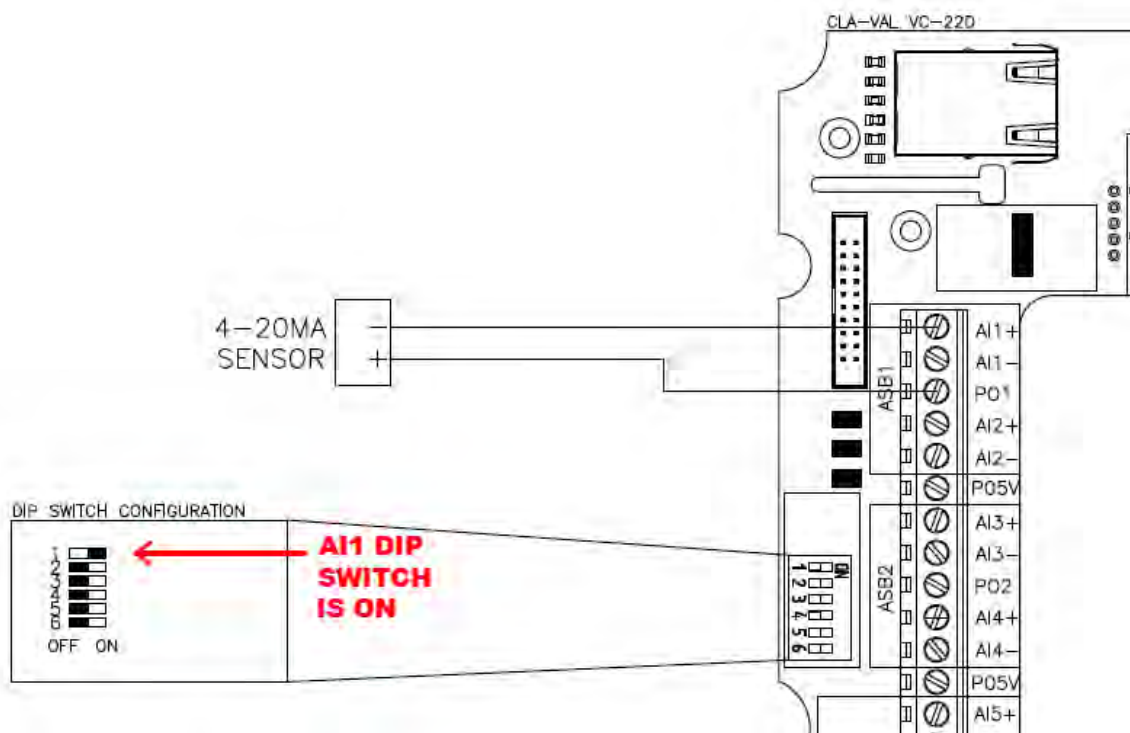 CLA-VAL VC-22D
4-20MA
SENSOR
-
+
ASB1
AI1+
AI1-
PO1
AI2+
AI2-
PO5V
ASB2
AI3+
AI3-
PO2
AI4+
AI4-
PO5V
AI5+
DIP SWITCH CONFIGURATION
1
2
3
4
5
6
OFF ON
AI1 DIP
SWITCH
IS ON
ON
1
2
3
4
5
6